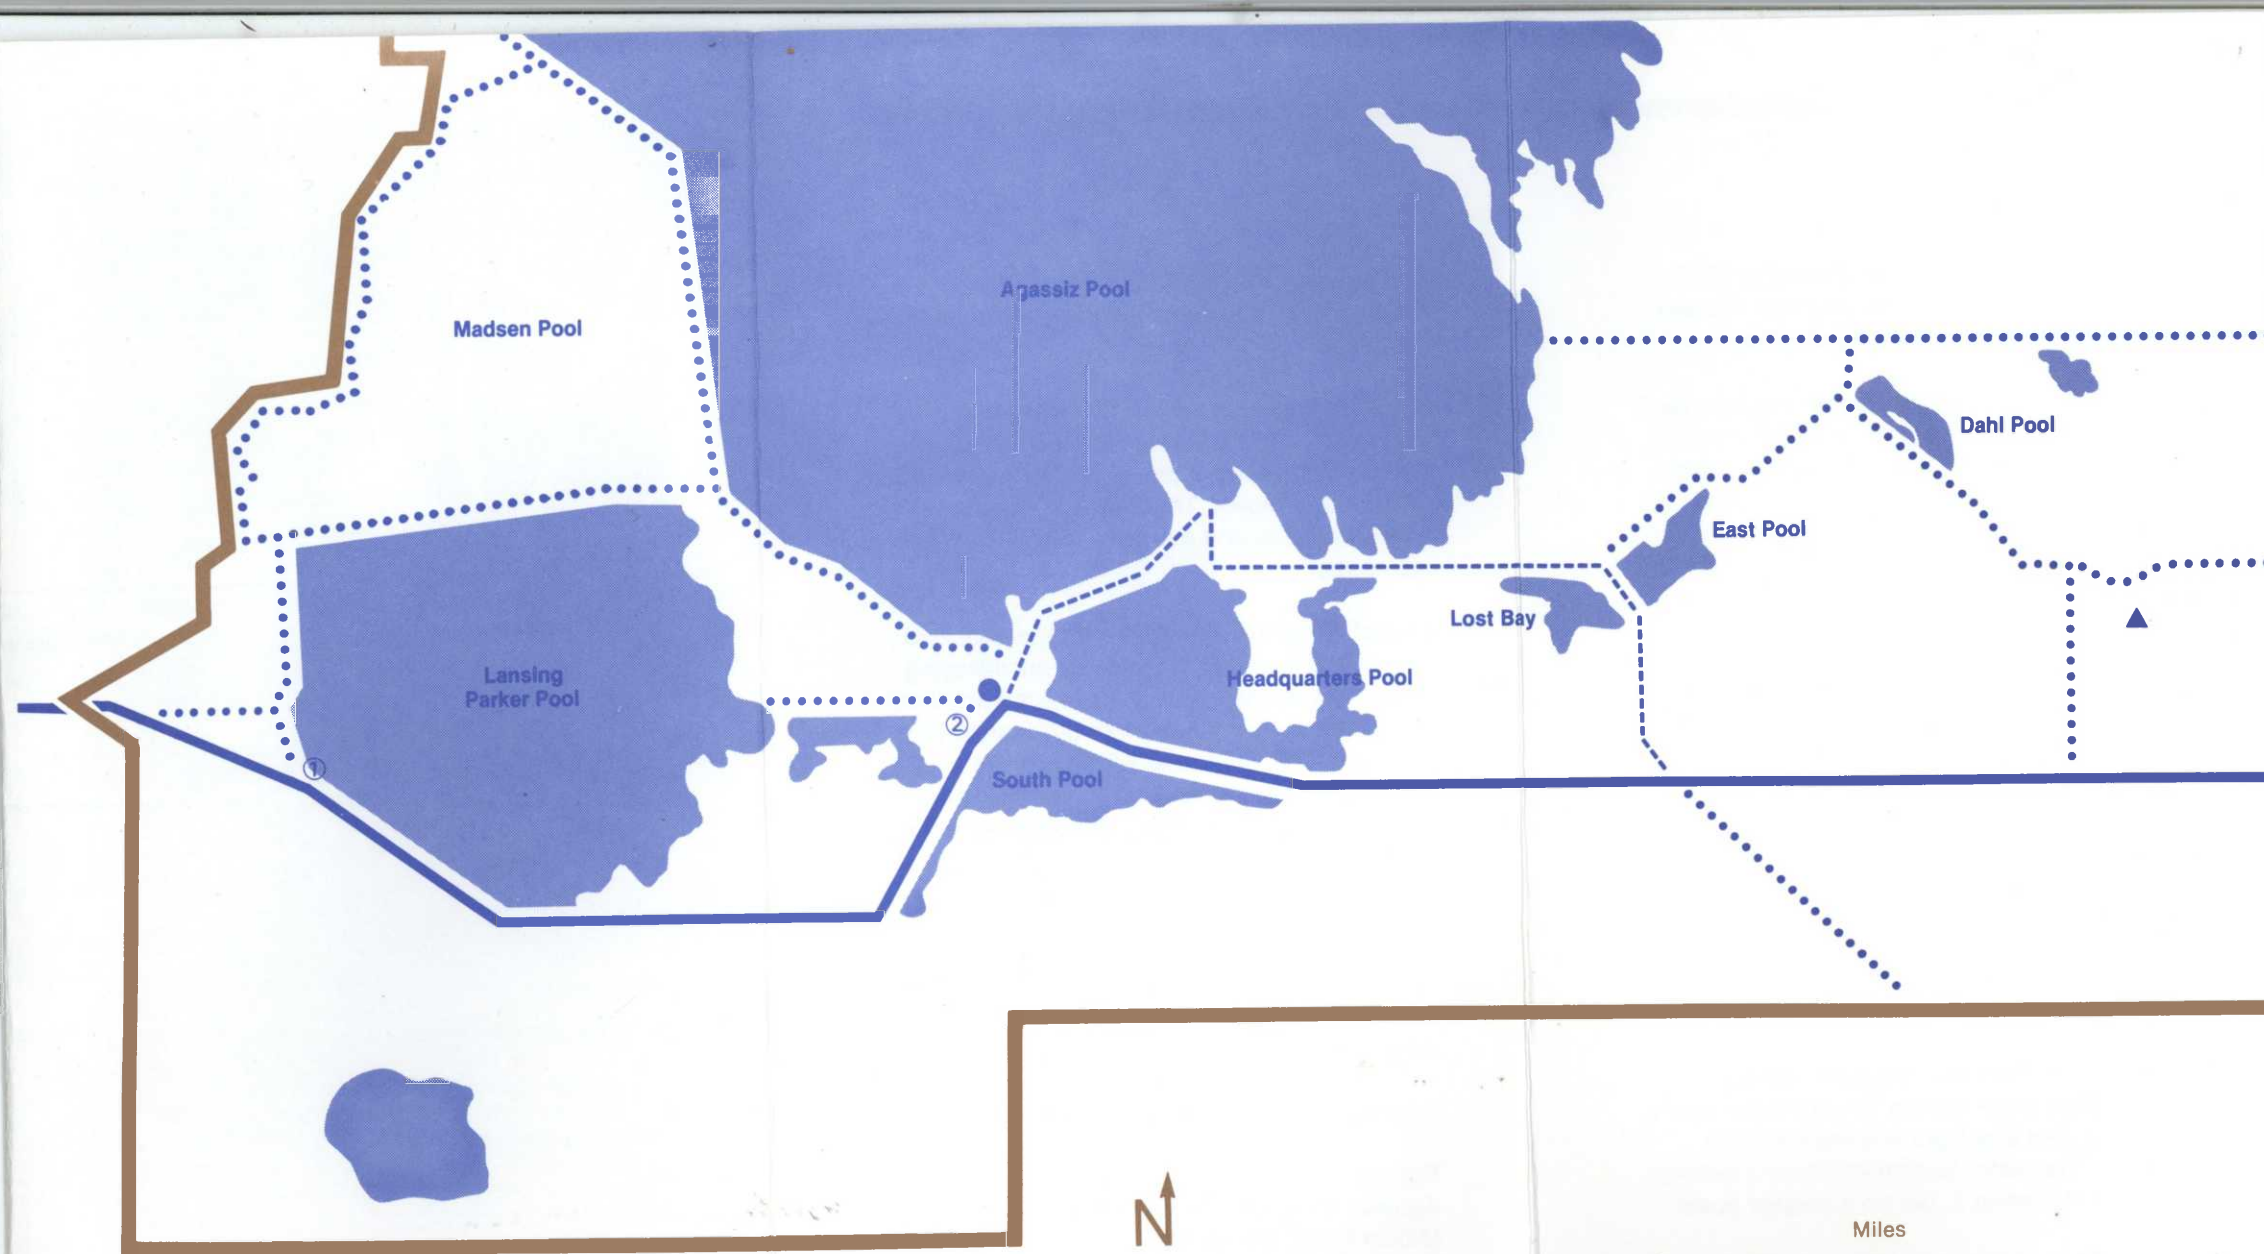 Agassiz Pool
Madsen Pool
Dahl Pool
East Pool
Lost Bay
Lansing
Parker Pool
Headquarters Pool
②
①
South Pool
N
Miles